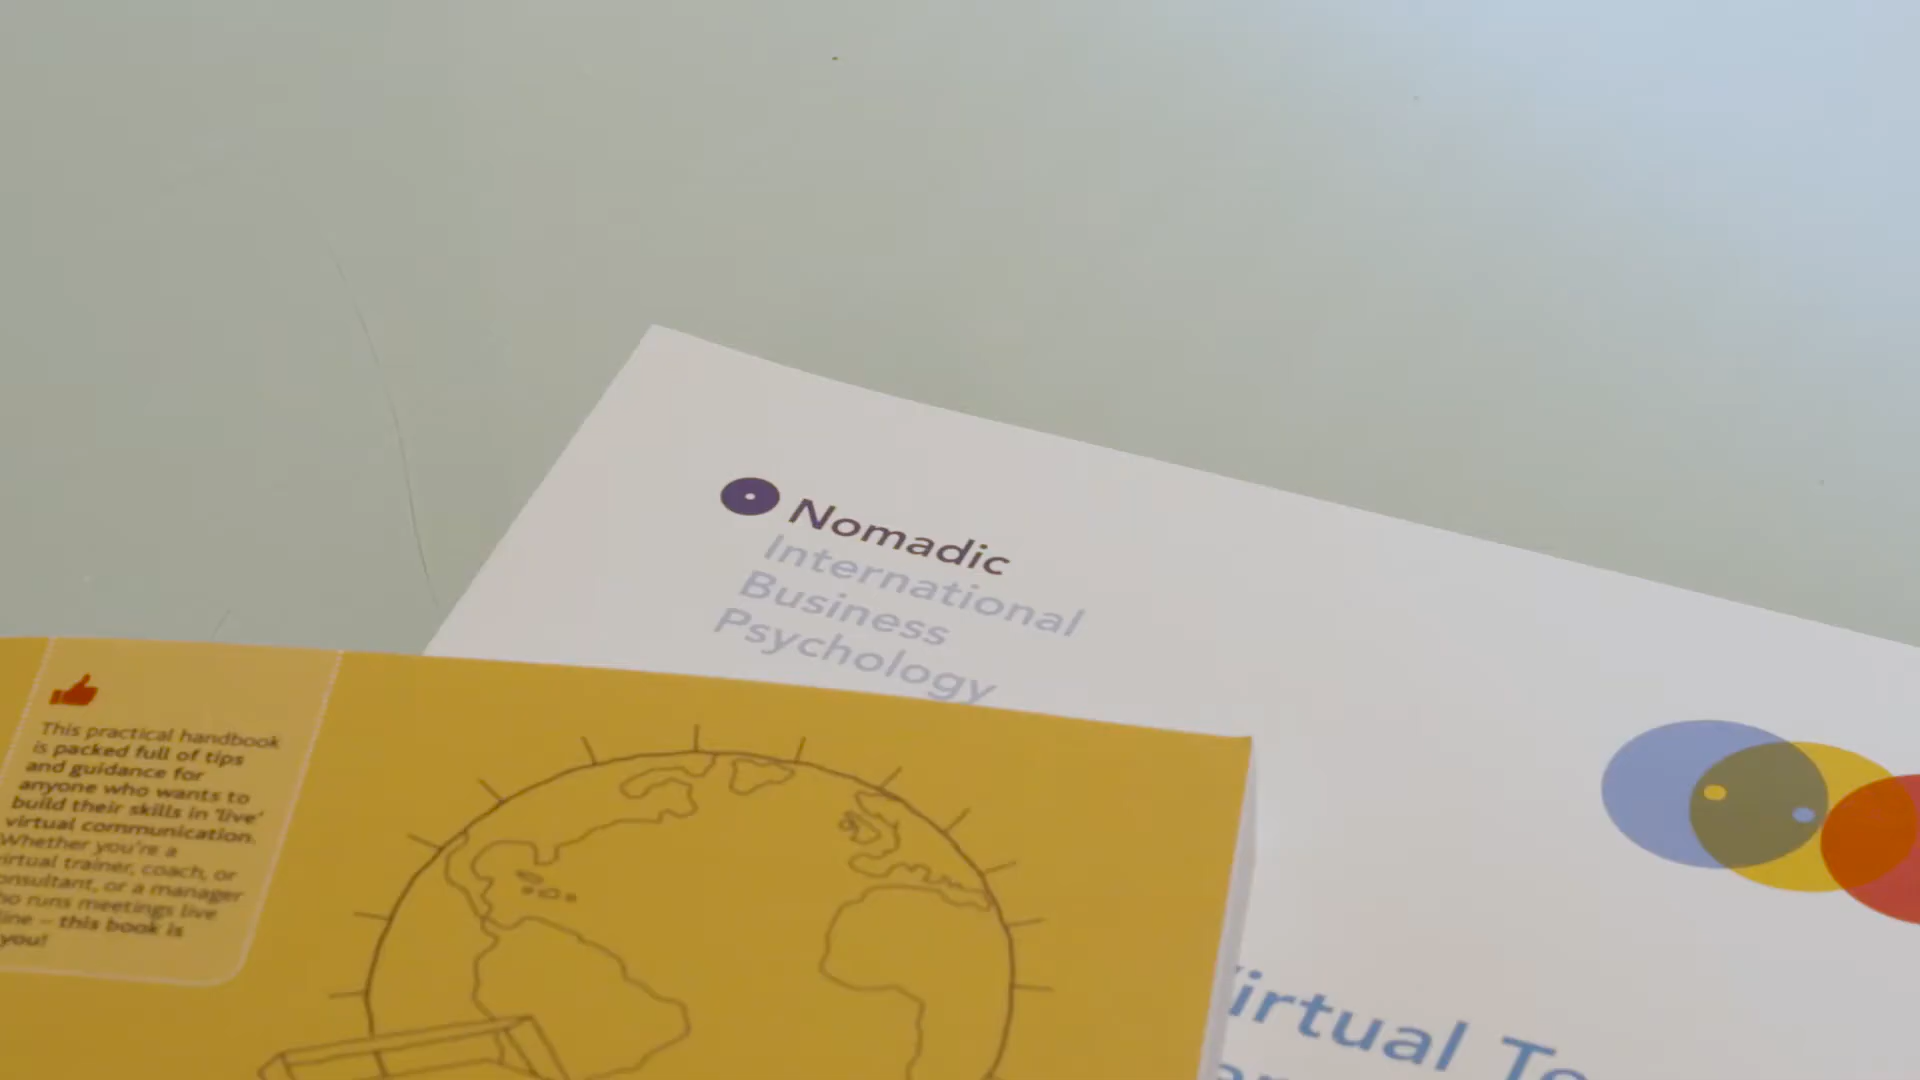 Nomadic
International
Business
Psychology
This practical handbook
is packed full of tips
and guidance for
anyone who wants to
build their skills in 'live'
virtual communication.
Whether you're a
irtual trainer, coach, or
onsultant, or a manager
ho runs meetings live
line – this book is
you!
irtual Te